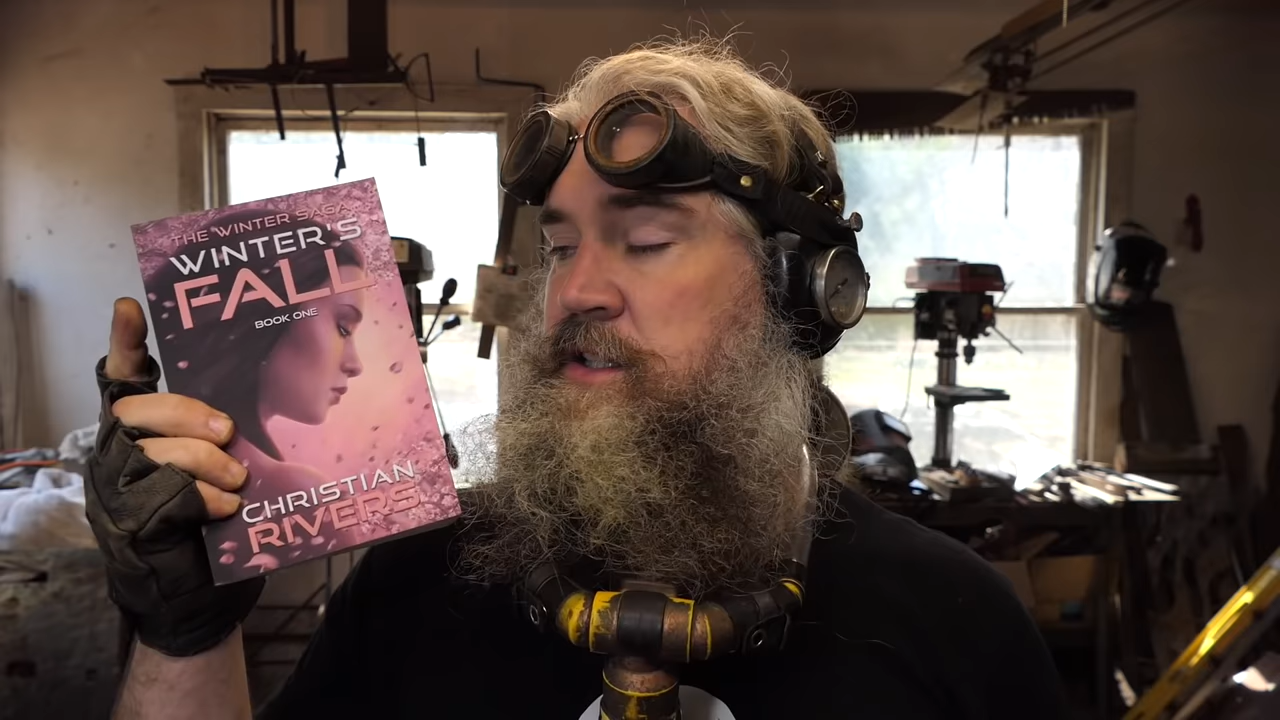 THE WINTER SAGA
WINTER'S
FALL
BOOK ONE
CHRISTIAN
RIVERS